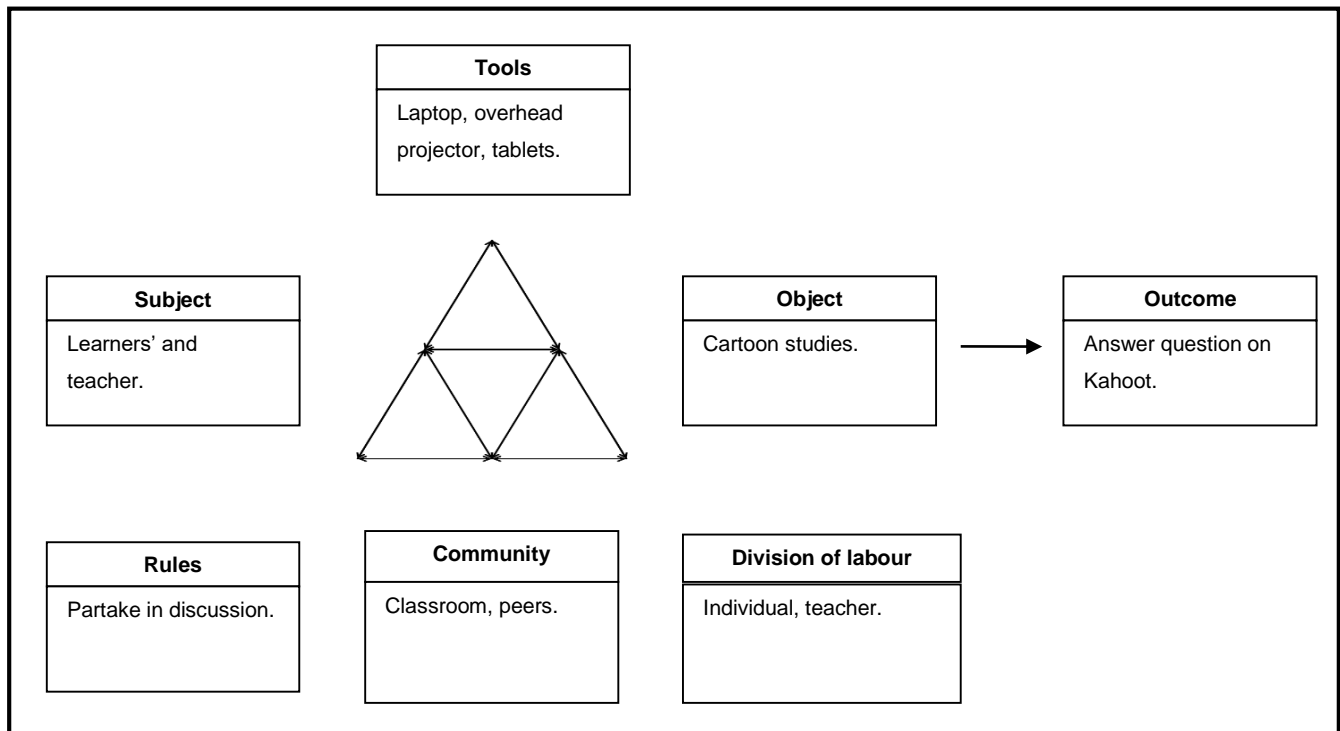 Tools
Laptop, overhead
projector, tablets.
Subject
Learners’ and
teacher.
Object
Cartoon studies.
Outcome
Answer question on
Kahoot.
Rules
Partake in discussion.
Community
Classroom, peers.
Division of labour
Individual, teacher.